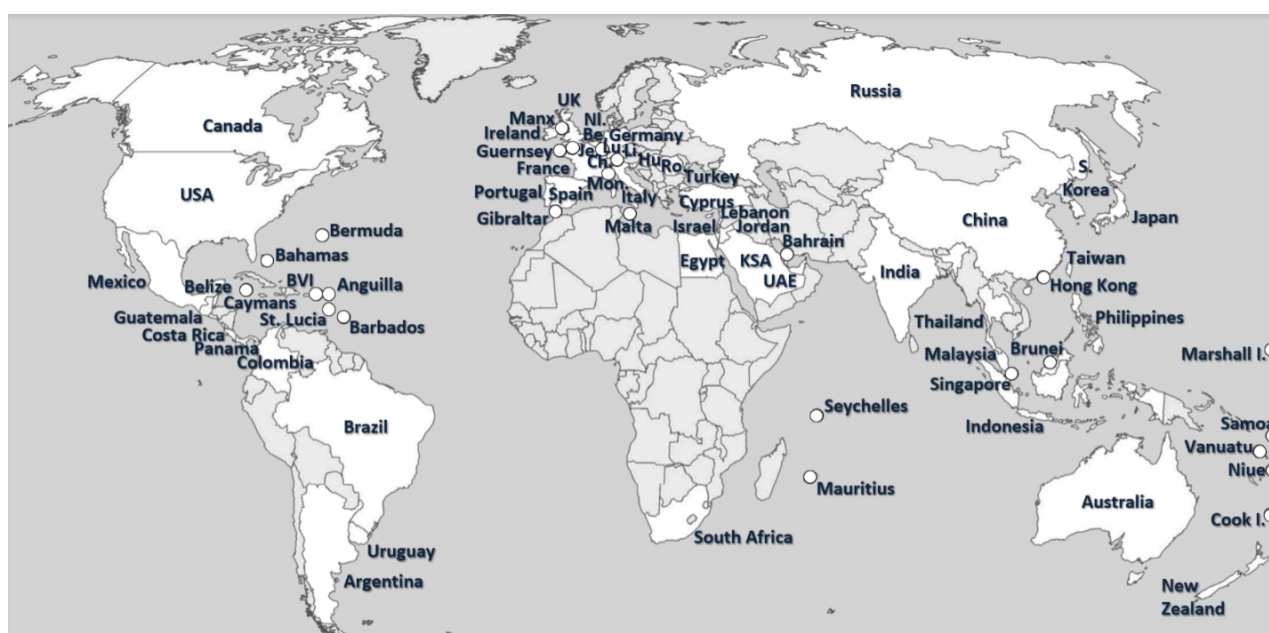 Canada
USA
Mexico
Bermuda
Bahamas
Belize
BVI
Anguilla
Caymans
St. Lucia
Barbados
Guatemala
Costa Rica
Panama
Colombia
Brazil
Uruguay
Argentina
UK
Manx
Nl.
Ireland
Be.
Germany
Guernsey
Je.
Lu.
Li.
France
Ch.
Hu
Ro.
Turkey
Mon.
Portugal
Spain
Italy
Cyprus
Gibraltar
Malta
Israel
Lebanon
Jordan
Bahrain
Egypt
KSA
UAE
South Africa
Seychelles
Mauritius
Russia
China
India
S.
Korea
Japan
Taiwan
Hong Kong
Thailand
Philippines
Malaysia
Brunei
Singapore
Indonesia
Marshall I.
Samoa
Vanuatu
Niue
Cook I.
Australia
New
Zealand